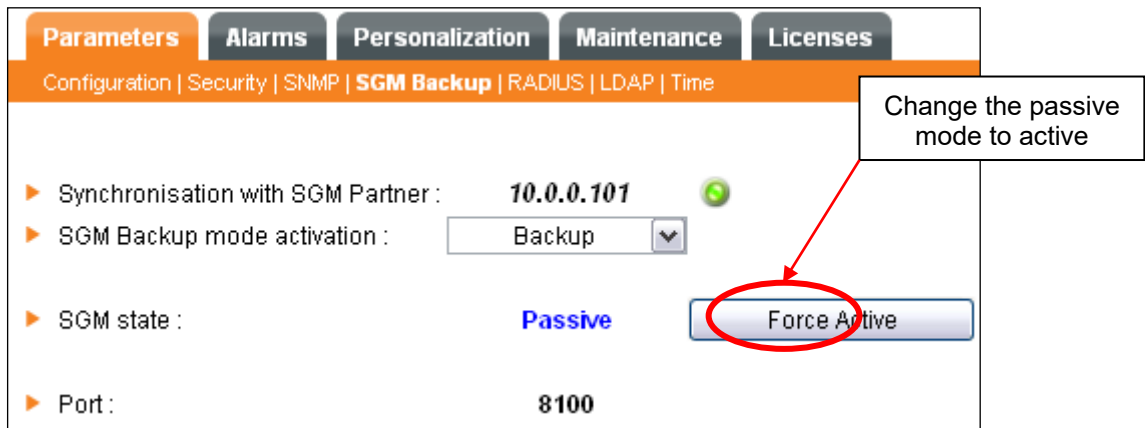 Parameters Alarms Personalization Maintenance Licenses
Configuration | Security | SNMP | SGM Backup | RADIUS | LDAP | Time
Change the passive
mode to active
Synchronisation with SGM Partner : 10.0.0.101
SGM Backup mode activation : Backup
SGM state : Passive Force Active
Port : 8100